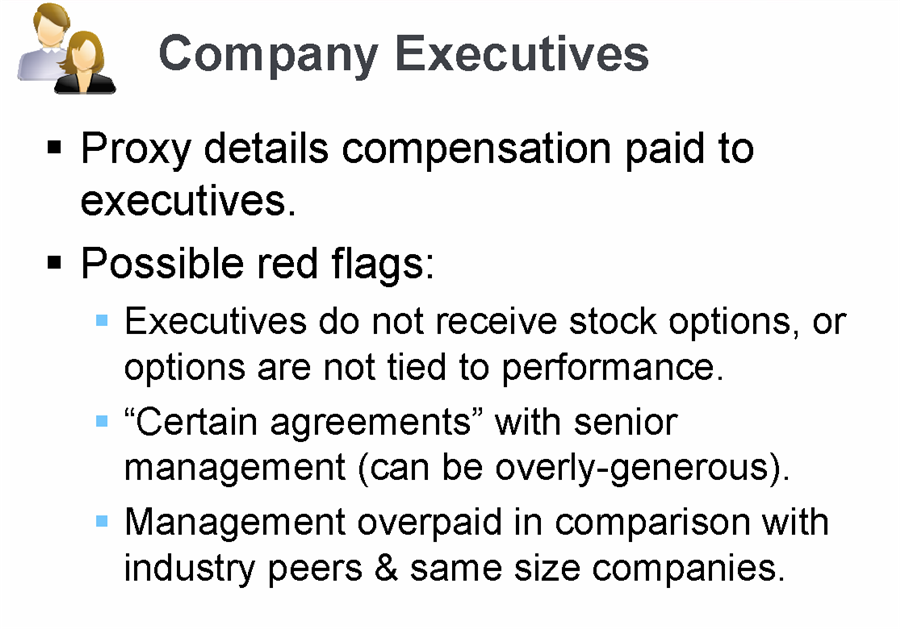 Company Executives
▪ Proxy details compensation paid to
executives.
▪ Possible red flags:
▪ Executives do not receive stock options, or
options are not tied to performance.
▪ “Certain agreements” with senior
management (can be overly-generous).
▪ Management overpaid in comparison with
industry peers & same size companies.